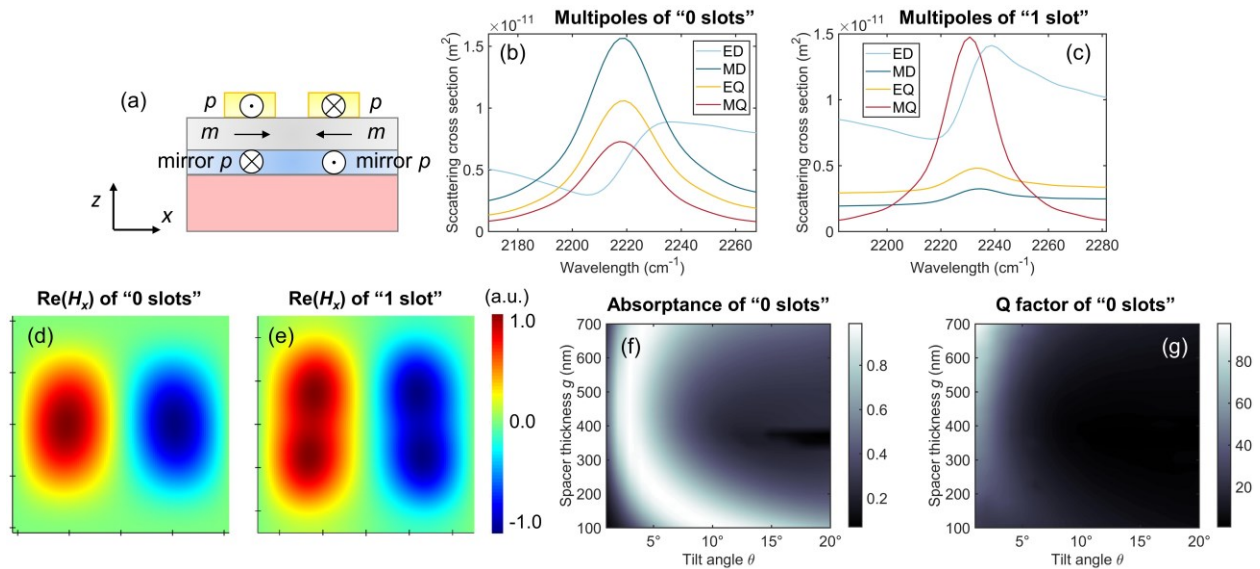 (a)
p
p
m
m
mirror p
mirror p
z
x
Multipoles of “0 slots”
×10⁻¹¹
(b)
ED
MD
EQ
MQ
Sccattering cross section (m²)
1.5
1
0.5
0
2180 2200 2220 2240 2260
Wavelength (cm⁻¹)
Multipoles of “1 slot”
×10⁻¹¹
(c)
ED
MD
EQ
MQ
Sccattering cross section (m²)
1.5
1
0.5
0
2200 2220 2240 2260 2280
Wavelength (cm⁻¹)
Re(Hₓ) of “0 slots”
(d)
Re(Hₓ) of “1 slot”
(e)
(a.u.)
1.0
0.0
-1.0
Absorptance of “0 slots”
(f)
Spacer thickness g (nm)
700
600
500
400
300
200
100
5° 10° 15° 20°
Tilt angle θ
0.8
0.6
0.4
0.2
Q factor of “0 slots”
(g)
Spacer thickness g (nm)
700
600
500
400
300
200
100
5° 10° 15° 20°
Tilt angle θ
80
60
40
20